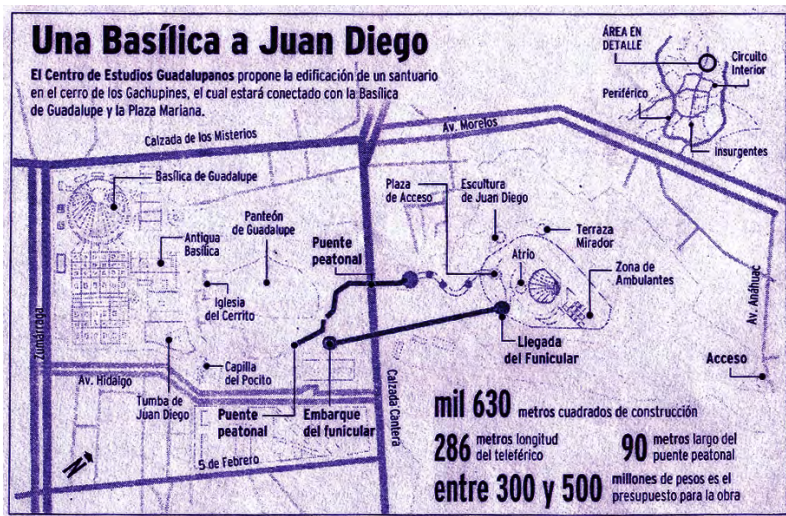 Una Basílica a Juan Diego
El Centro de Estudios Guadalupanos propone la edificación de un santuario
en el cerro de los Gachupines, el cual estará conectado con la Basílica
de Guadalupe y la Plaza Mariana.
ÁREA EN
DETALLE
Circuito
Interior
Periférico
Insurgentes
Calzada de los Misterios
Av. Morelos
Basílica de Guadalupe
Plaza
de Acceso
Escultura
de Juan Diego
Panteón
de Guadalupe
Antigua
Basílica
Puente
peatonal
Terraza
Mirador
Atrio
Zona de
Ambulantes
Iglesia
del Cerrito
Av. Anáhuac
Zumárraga
Llegada
del Funicular
Acceso
Capilla
del Pocito
Av. Hidalgo
Tumba de
Juan Diego
Puente
peatonal
Embarque
del funicular
Calzada Cantera
5 de Febrero
N
mil 630 metros cuadrados de construcción
286 metros longitud
del teleférico
90 metros largo del
puente peatonal
entre 300 y 500 millones de pesos es el
presupuesto para la obra